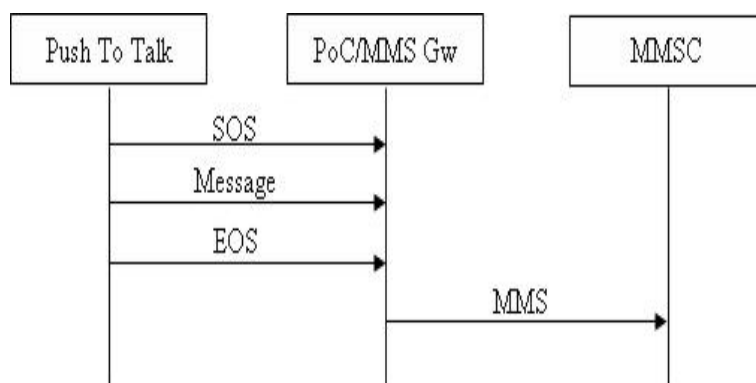 Push To Talk
PoC/MMS Gw
MMSC
SOS
Message
EOS
MMS